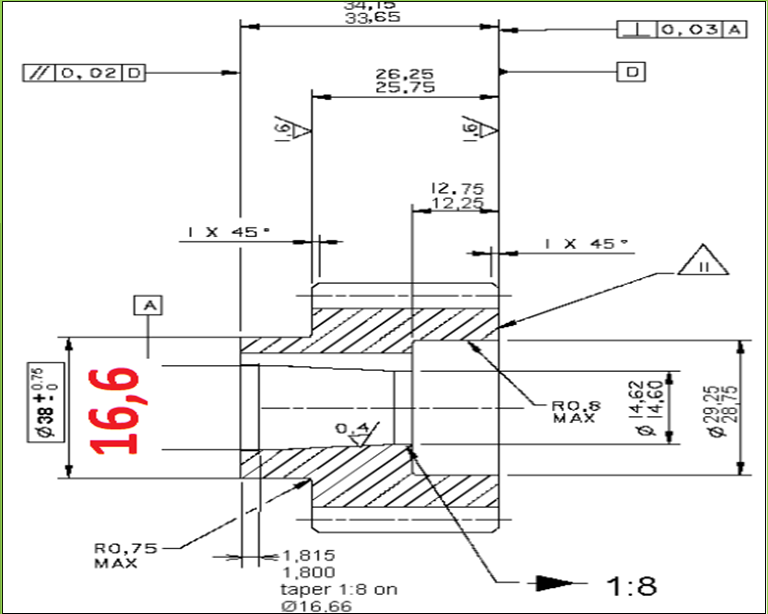 34,15
33,65
⊥ 0,03 A
// 0,02 D
D
26,25
25,75
1,6
1,6
12,75
12,25
1 X 45°
1 X 45°
11
A
Ø38 +0.75 -0
16,6
R0,8
MAX
Ø 14,62
14,60
Ø 29,25
28,75
0,4
R0,75
MAX
1,815
1,800
taper 1:8 on
Ø16.66
1:8